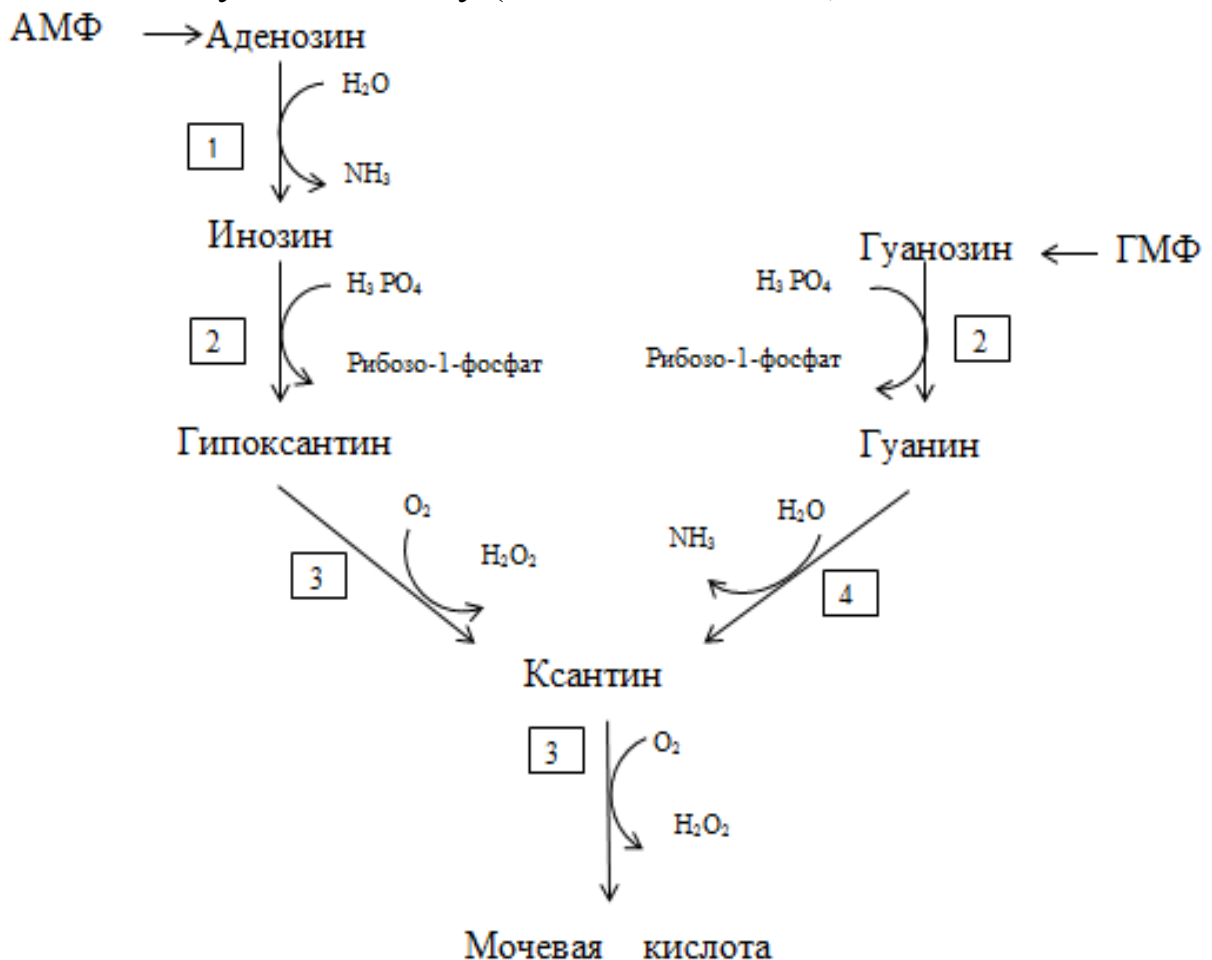 АМФ
Аденозин
H₂O
1
NH₃
Инозин
Гуанозин
ГМФ
H₃ PO₄
H₃ PO₄
2
2
Рибозо-1-фосфат
Рибозо-1-фосфат
Гипоксантин
Гуанин
O₂
H₂O
NH₃
H₂O₂
3
4
Ксантин
3
O₂
H₂O₂
Мочевая кислота